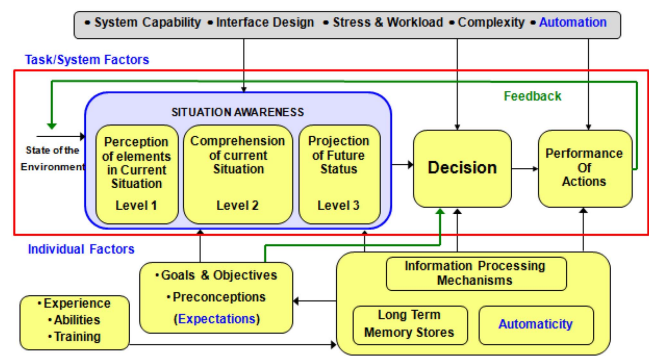 • System Capability • Interface Design • Stress & Workload • Complexity • Automation
Task/System Factors
Feedback
SITUATION AWARENESS
State of the
Environment
Perception
of elements
in Current
Situation
Level 1
Comprehension
of current
Situation
Level 2
Projection
of Future
Status
Level 3
Decision
Performance
Of
Actions
Individual Factors
• Goals & Objectives
• Preconceptions
(Expectations)
Information Processing
Mechanisms
Long Term
Memory Stores
Automaticity
• Experience
• Abilities
• Training